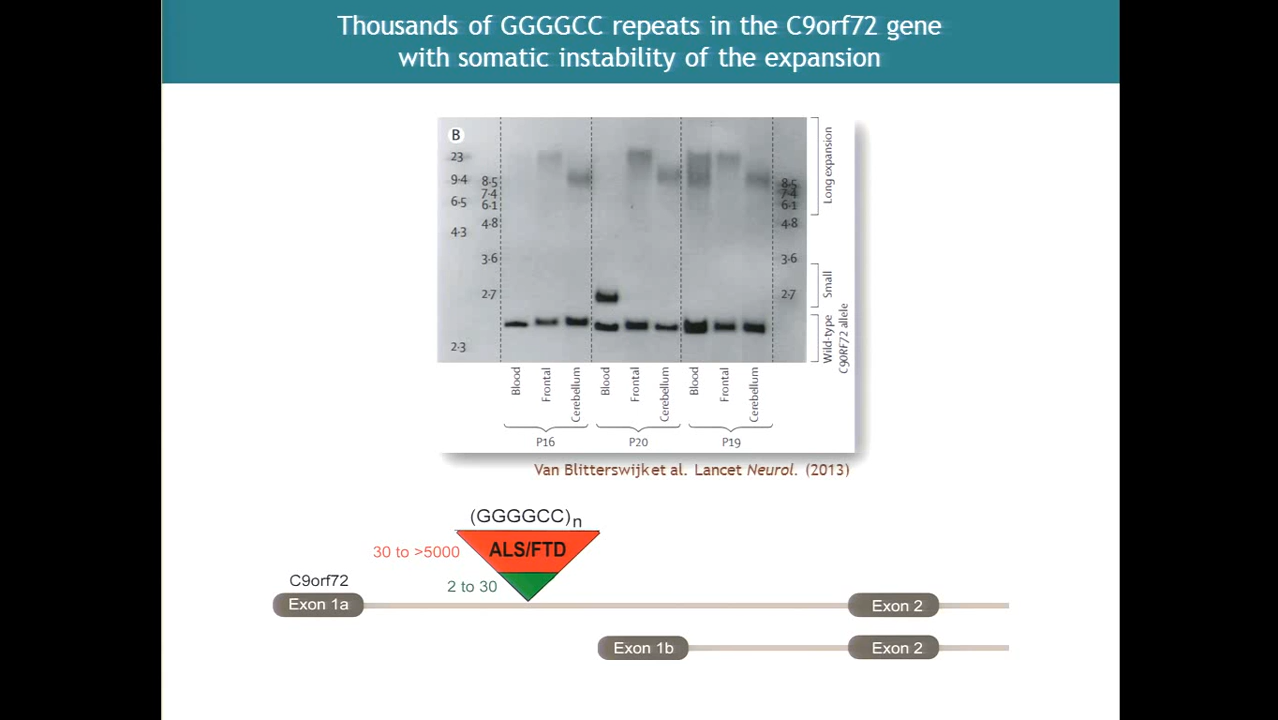 Thousands of GGGGCC repeats in the C9orf72 gene
with somatic instability of the expansion
B
23
9·4
6·5
4·3
2·3
8·5
7·4
6·1
4·8
3·6
2·7
8·5
7·4
6·1
4·8
3·6
2·7
Long expansion
Small
Wild-type
C9ORF72 allele
Blood
Frontal
Cerebellum
Blood
Frontal
Cerebellum
Blood
Frontal
Cerebellum
P16
P20
P19
Van Blitterswijk et al. Lancet Neurol. (2013)
(GGGGCC)n
30 to >5000
ALS/FTD
2 to 30
C9orf72
Exon 1a
Exon 2
Exon 1b
Exon 2